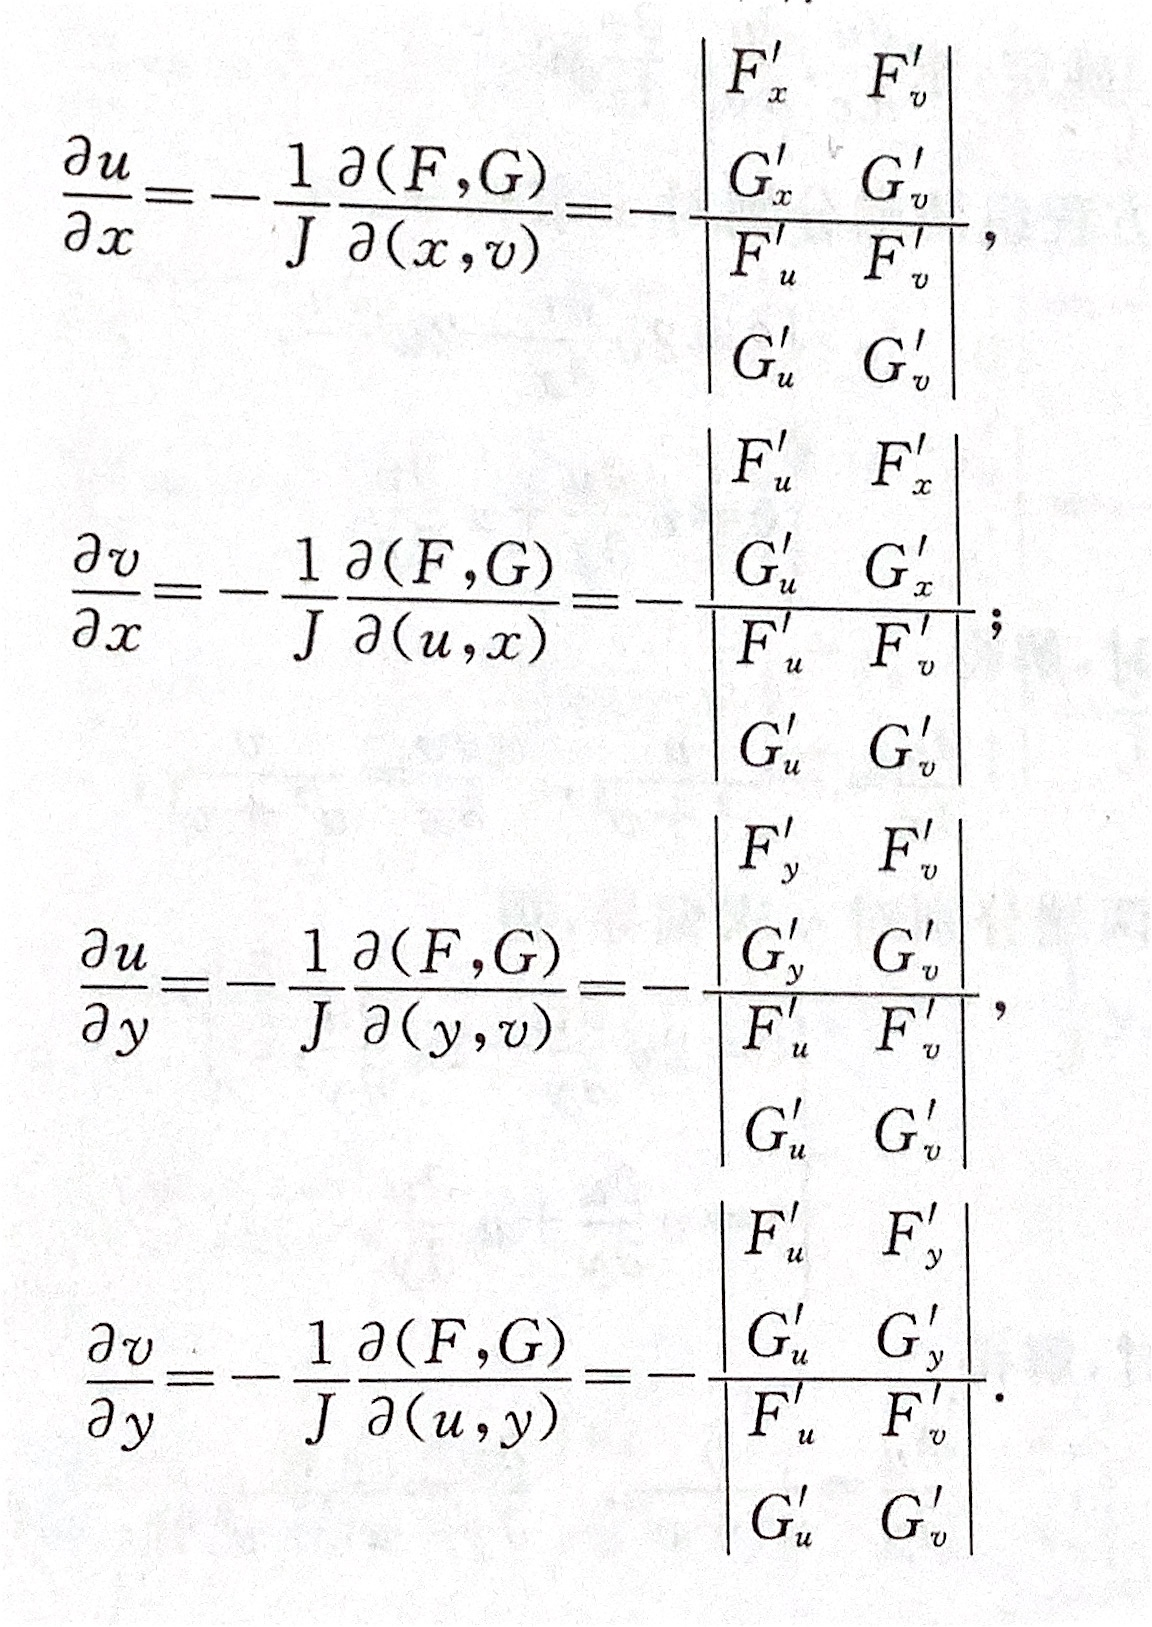 $\frac{\partial u}{\partial x}=-\frac{1}{J}\frac{\partial(F,G)}{\partial(x,v)}=-\frac{\begin{vmatrix}F'_x & F'_v\\ G'_x & G'_v\end{vmatrix}}{\begin{vmatrix}F'_u & F'_v\\ G'_u & G'_v\end{vmatrix}},$
$\frac{\partial v}{\partial x}=-\frac{1}{J}\frac{\partial(F,G)}{\partial(u,x)}=-\frac{\begin{vmatrix}F'_u & F'_x\\ G'_u & G'_x\end{vmatrix}}{\begin{vmatrix}F'_u & F'_v\\ G'_u & G'_v\end{vmatrix}};$
$\frac{\partial u}{\partial y}=-\frac{1}{J}\frac{\partial(F,G)}{\partial(y,v)}=-\frac{\begin{vmatrix}F'_y & F'_v\\ G'_y & G'_v\end{vmatrix}}{\begin{vmatrix}F'_u & F'_v\\ G'_u & G'_v\end{vmatrix}},$
$\frac{\partial v}{\partial y}=-\frac{1}{J}\frac{\partial(F,G)}{\partial(u,y)}=-\frac{\begin{vmatrix}F'_u & F'_y\\ G'_u & G'_y\end{vmatrix}}{\begin{vmatrix}F'_u & F'_v\\ G'_u & G'_v\end{vmatrix}}.$